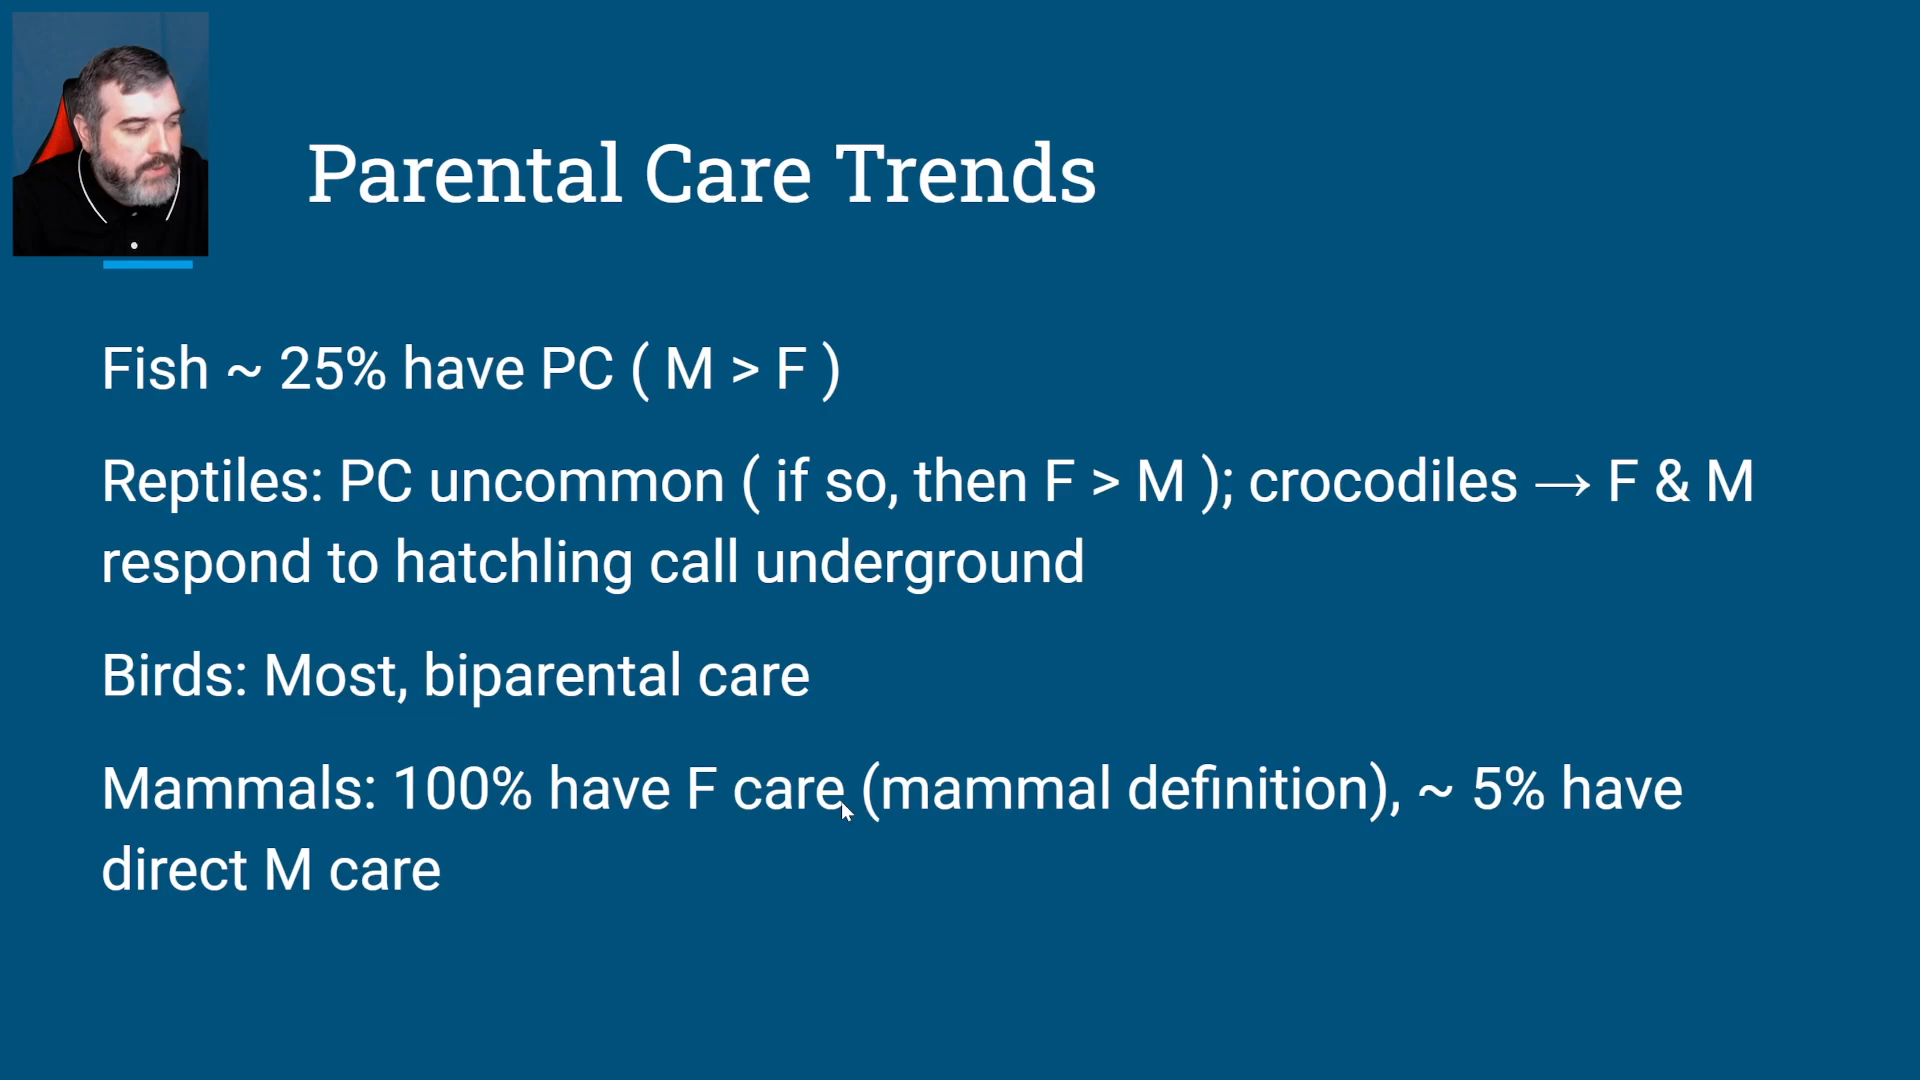 Parental Care Trends
Fish ~ 25% have PC ( M > F )
Reptiles: PC uncommon ( if so, then F > M ); crocodiles → F & M
respond to hatchling call underground
Birds: Most, biparental care
Mammals: 100% have F care (mammal definition), ~ 5% have
direct M care